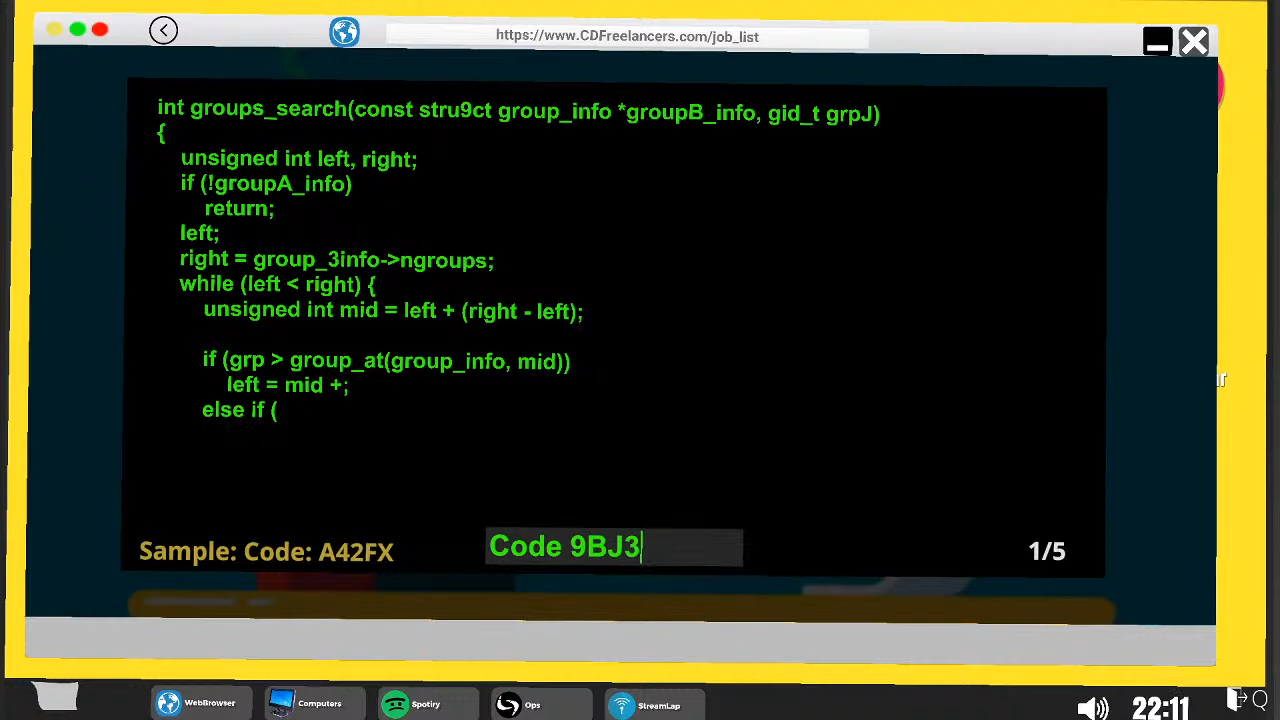 https://www.CDFreelancers.com/job_list
int groups_search(const stru9ct group_info *groupB_info, gid_t grpJ)
{
unsigned int left, right;
if (!groupA_info)
return;
left;
right = group_3info->ngroups;
while (left < right) {
unsigned int mid = left + (right - left);
if (grp > group_at(group_info, mid))
left = mid +;
else if (
Sample: Code: A42FX
Code 9BJ3
1/5
WebBrowser
Computers
Spotiry
Ops
StreamLap
22:11
Q